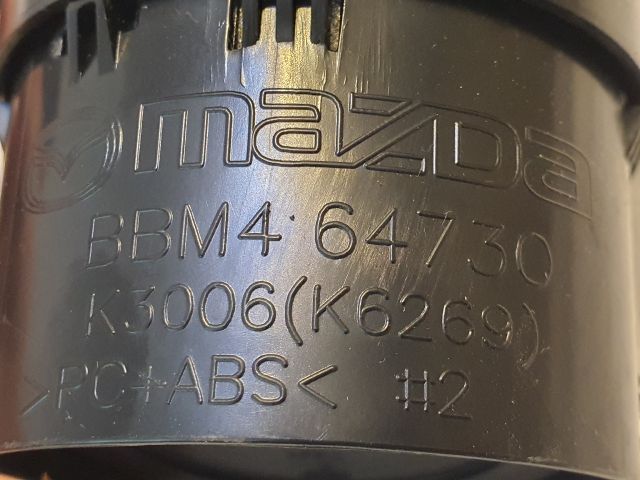 mazda
BBM4 64730
K3006(K6269)
>PC+ABS< #2